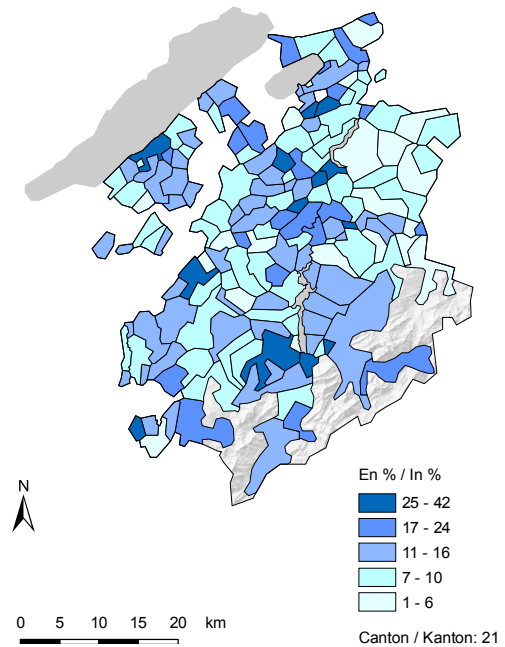 En % / In %
25 - 42
17 - 24
11 - 16
7 - 10
1 - 6
N
0 5 10 15 20 km
Canton / Kanton: 21